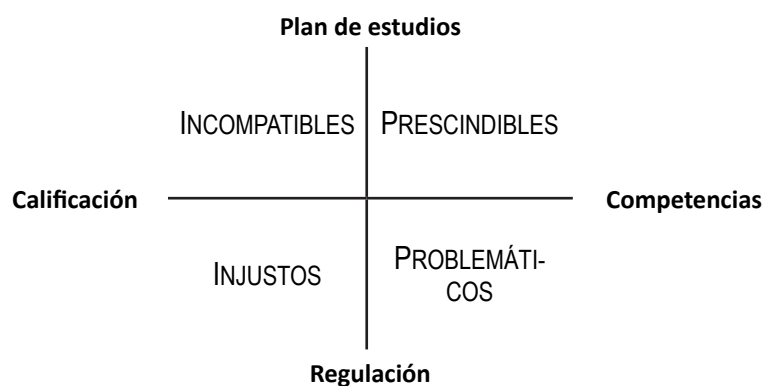 Plan de estudios
INCOMPATIBLES PRESCINDIBLES
Calificación Competencias
INJUSTOS PROBLEMÁTI-
COS
Regulación